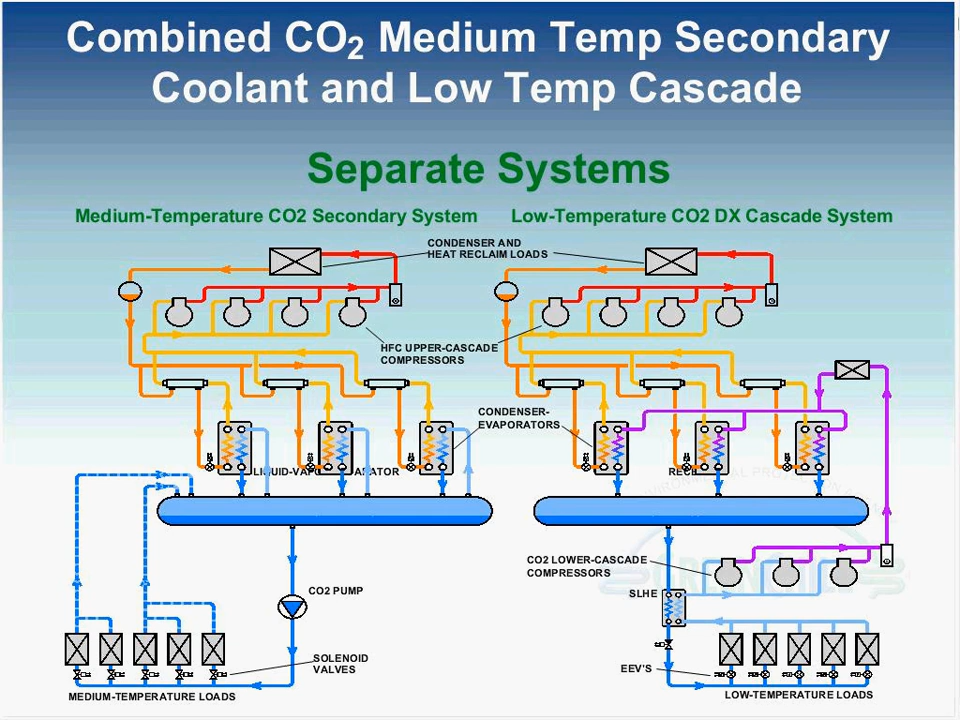 Combined CO2 Medium Temp Secondary
Coolant and Low Temp Cascade
Separate Systems
Medium-Temperature CO2 Secondary System
Low-Temperature CO2 DX Cascade System
CONDENSER AND
HEAT RECLAIM LOADS
HFC UPPER-CASCADE
COMPRESSORS
CONDENSER-
EVAPORATORS
CO2 LOWER-CASCADE
COMPRESSORS
CO2 PUMP
SLHE
SOLENOID
VALVES
EEV'S
MEDIUM-TEMPERATURE LOADS
LOW-TEMPERATURE LOADS